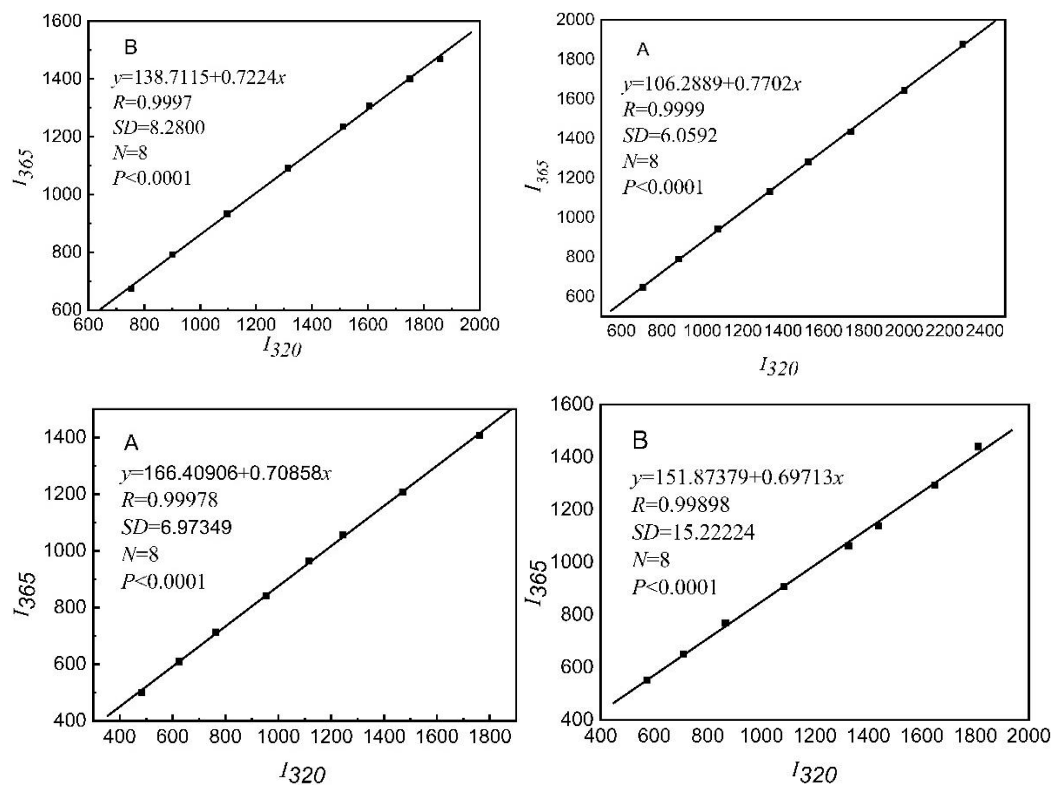 B
y=138.7115+0.7224x
R=0.9997
SD=8.2800
N=8
P<0.0001
I365
1600
1400
1200
1000
800
600
600 800 1000 1200 1400 1600 1800 2000
I320
A
y=106.2889+0.7702x
R=0.9999
SD=6.0592
N=8
P<0.0001
I365
2000
1800
1600
1400
1200
1000
800
600
600 800 1000 1200 1400 1600 1800 2000 2200 2400
I320
A
y=166.40906+0.70858x
R=0.99978
SD=6.97349
N=8
P<0.0001
I365
1400
1200
1000
800
600
400
400 600 800 1000 1200 1400 1600 1800
I320
B
y=151.87379+0.69713x
R=0.99898
SD=15.22224
N=8
P<0.0001
I365
1600
1400
1200
1000
800
600
400
400 600 800 1000 1200 1400 1600 1800 2000
I320